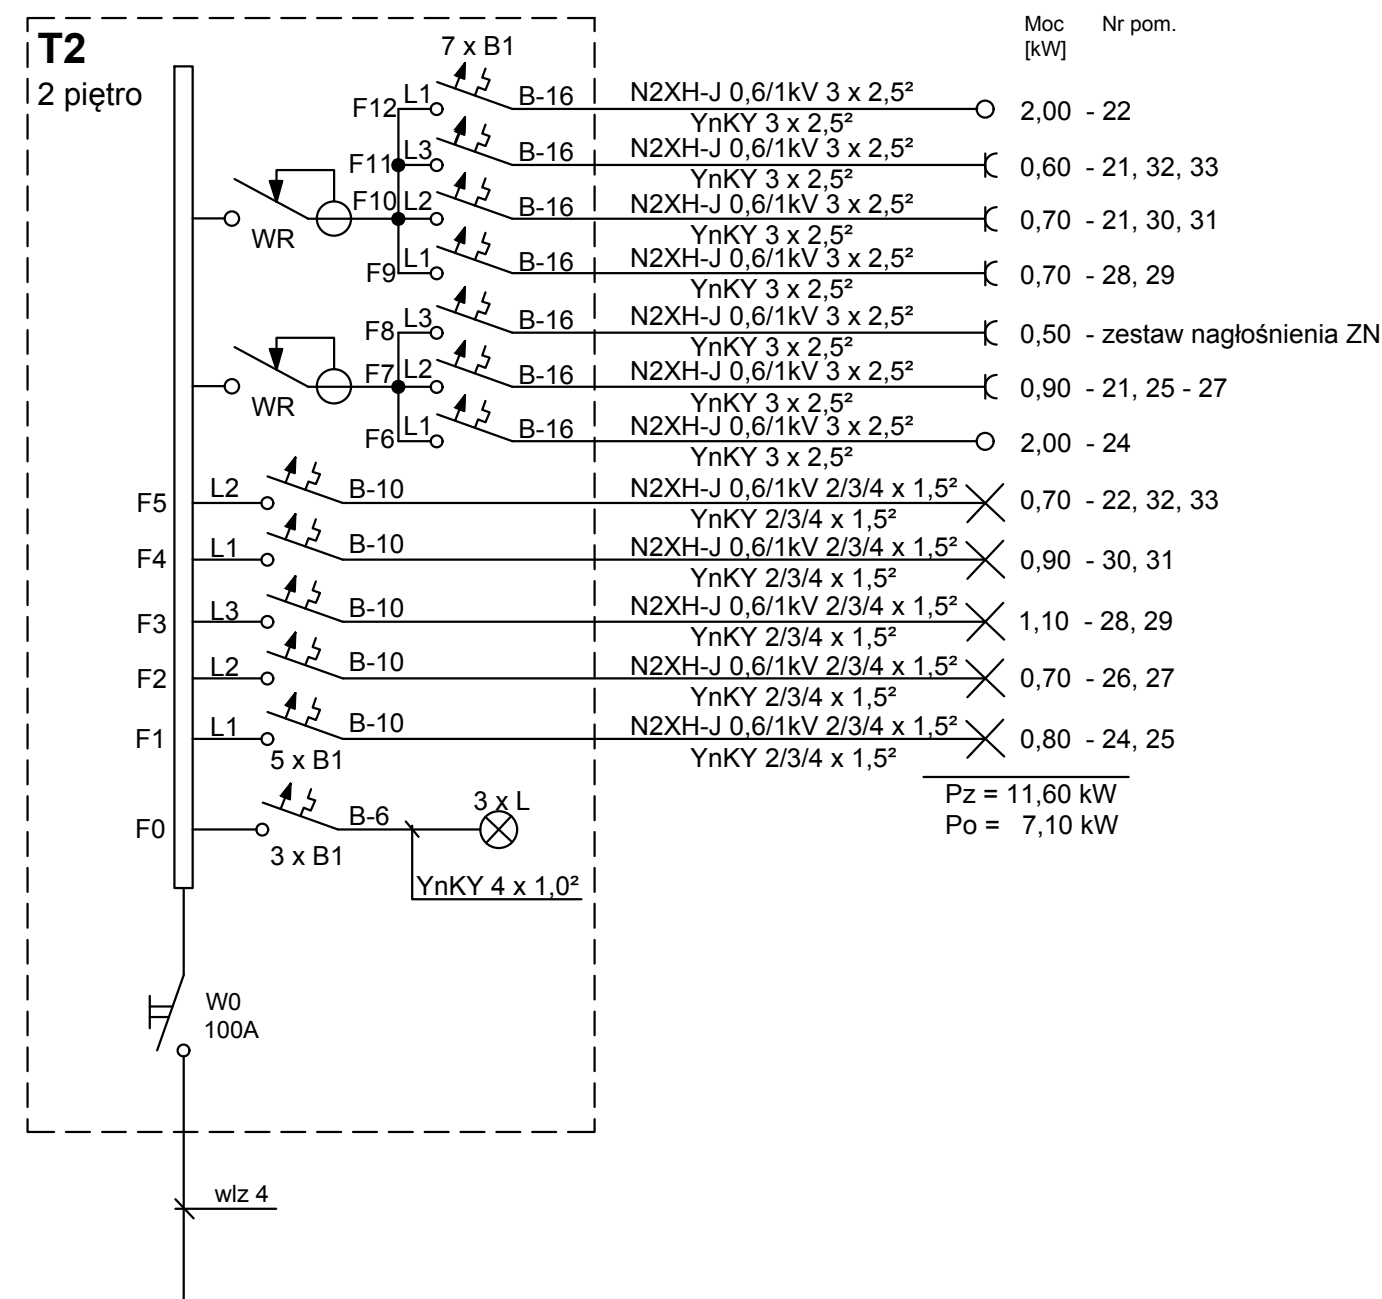 T2
2 piętro
7 x B1
Moc
[kW]
Nr pom.
F12 L1 B-16 N2XH-J 0,6/1kV 3 x 2,5² 2,00 - 22
YnKY 3 x 2,5²
F11 L3 B-16 N2XH-J 0,6/1kV 3 x 2,5² 0,60 - 21, 32, 33
YnKY 3 x 2,5²
WR F10 L2 B-16 N2XH-J 0,6/1kV 3 x 2,5² 0,70 - 21, 30, 31
YnKY 3 x 2,5²
F9 L1 B-16 N2XH-J 0,6/1kV 3 x 2,5² 0,70 - 28, 29
YnKY 3 x 2,5²
F8 L3 B-16 N2XH-J 0,6/1kV 3 x 2,5² 0,50 - zestaw nagłośnienia ZN
YnKY 3 x 2,5²
WR F7 L2 B-16 N2XH-J 0,6/1kV 3 x 2,5² 0,90 - 21, 25 - 27
YnKY 3 x 2,5²
F6 L1 B-16 N2XH-J 0,6/1kV 3 x 2,5² 2,00 - 24
YnKY 3 x 2,5²
F5 L2 B-10 N2XH-J 0,6/1kV 2/3/4 x 1,5² 0,70 - 22, 32, 33
YnKY 2/3/4 x 1,5²
F4 L1 B-10 N2XH-J 0,6/1kV 2/3/4 x 1,5² 0,90 - 30, 31
YnKY 2/3/4 x 1,5²
F3 L3 B-10 N2XH-J 0,6/1kV 2/3/4 x 1,5² 1,10 - 28, 29
YnKY 2/3/4 x 1,5²
F2 L2 B-10 N2XH-J 0,6/1kV 2/3/4 x 1,5² 0,70 - 26, 27
YnKY 2/3/4 x 1,5²
F1 L1 B-10 N2XH-J 0,6/1kV 2/3/4 x 1,5² 0,80 - 24, 25
5 x B1 YnKY 2/3/4 x 1,5²
Pz = 11,60 kW
Po = 7,10 kW
F0 B-6 3 x L
3 x B1
YnKY 4 x 1,0²
W0
100A
wlz 4